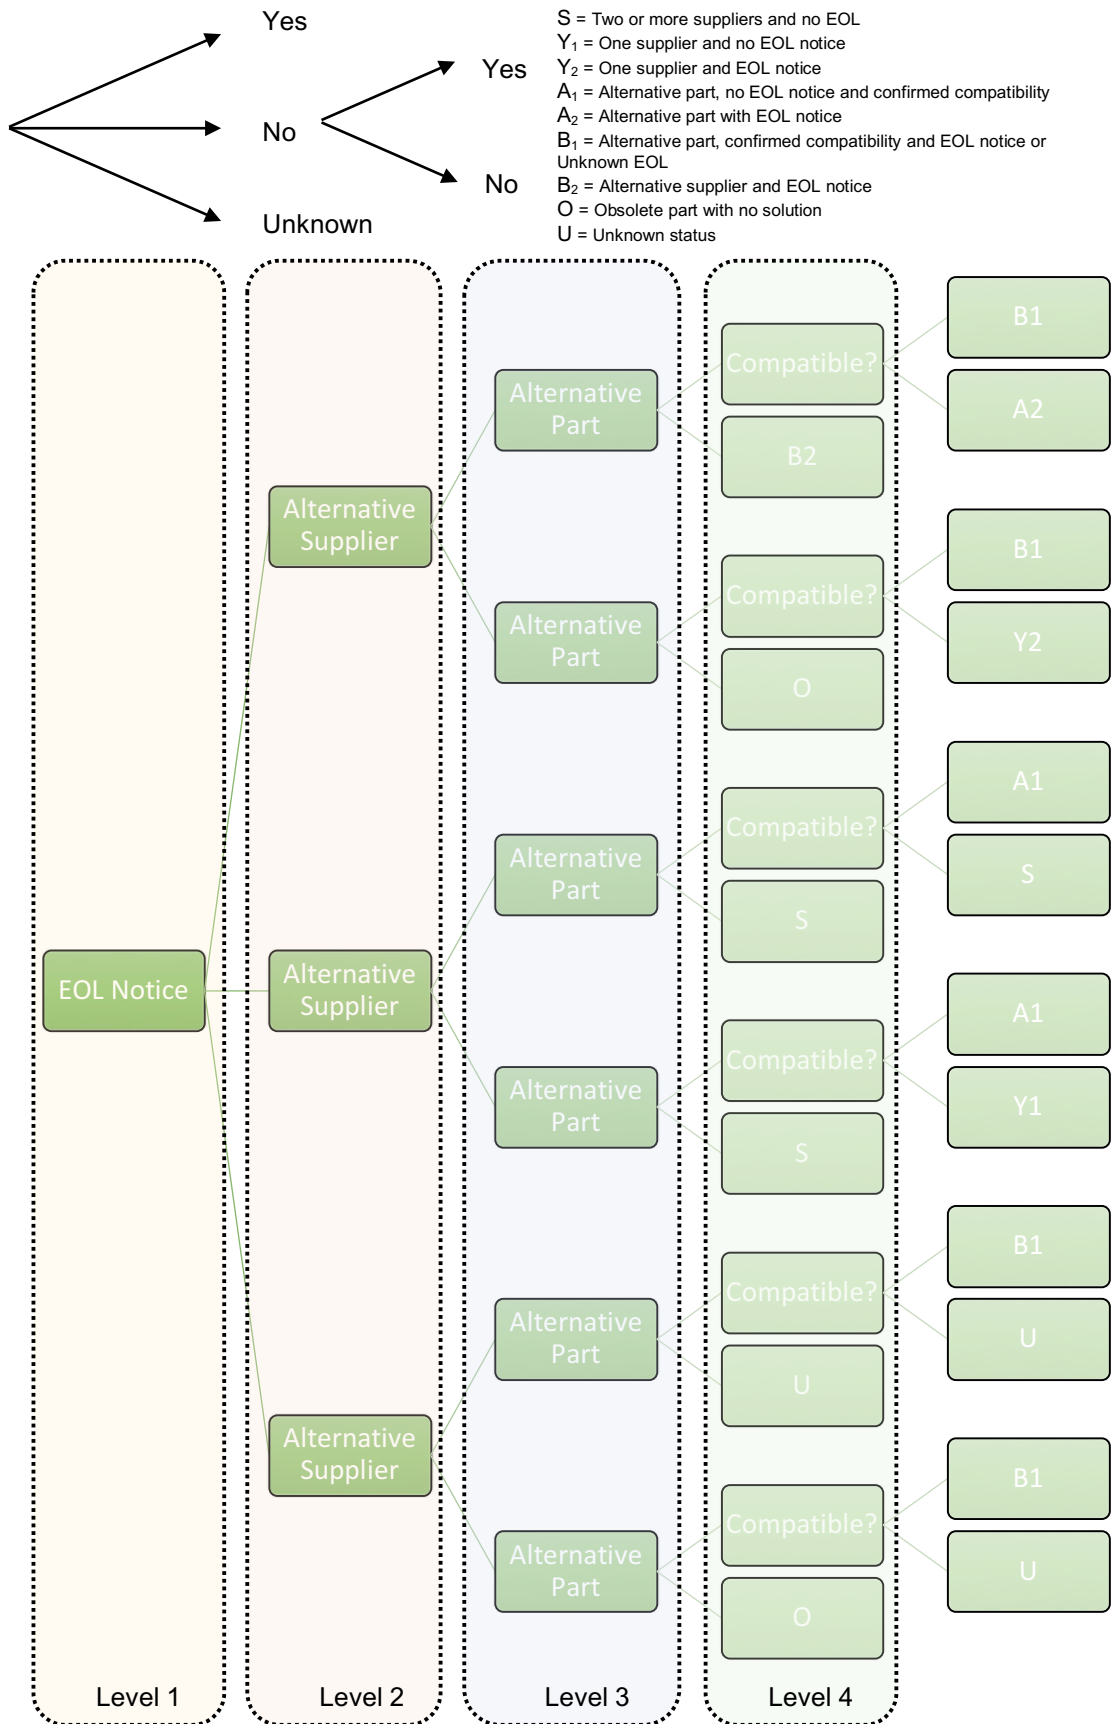 Yes
No
Unknown
Yes
No
S = Two or more suppliers and no EOL
Y1 = One supplier and no EOL notice
Y2 = One supplier and EOL notice
A1 = Alternative part, no EOL notice and confirmed compatibility
A2 = Alternative part with EOL notice
B1 = Alternative part, confirmed compatibility and EOL notice or
Unknown EOL
B2 = Alternative supplier and EOL notice
O = Obsolete part with no solution
U = Unknown status
EOL Notice
Alternative
Supplier
Alternative
Part
Compatible?
B1
A2
B2
Alternative
Part
Compatible?
B1
Y2
O
Alternative
Supplier
Alternative
Part
Compatible?
A1
S
S
Alternative
Part
Compatible?
A1
Y1
S
Alternative
Supplier
Alternative
Part
Compatible?
B1
U
U
Alternative
Part
Compatible?
B1
U
O
Level 1
Level 2
Level 3
Level 4